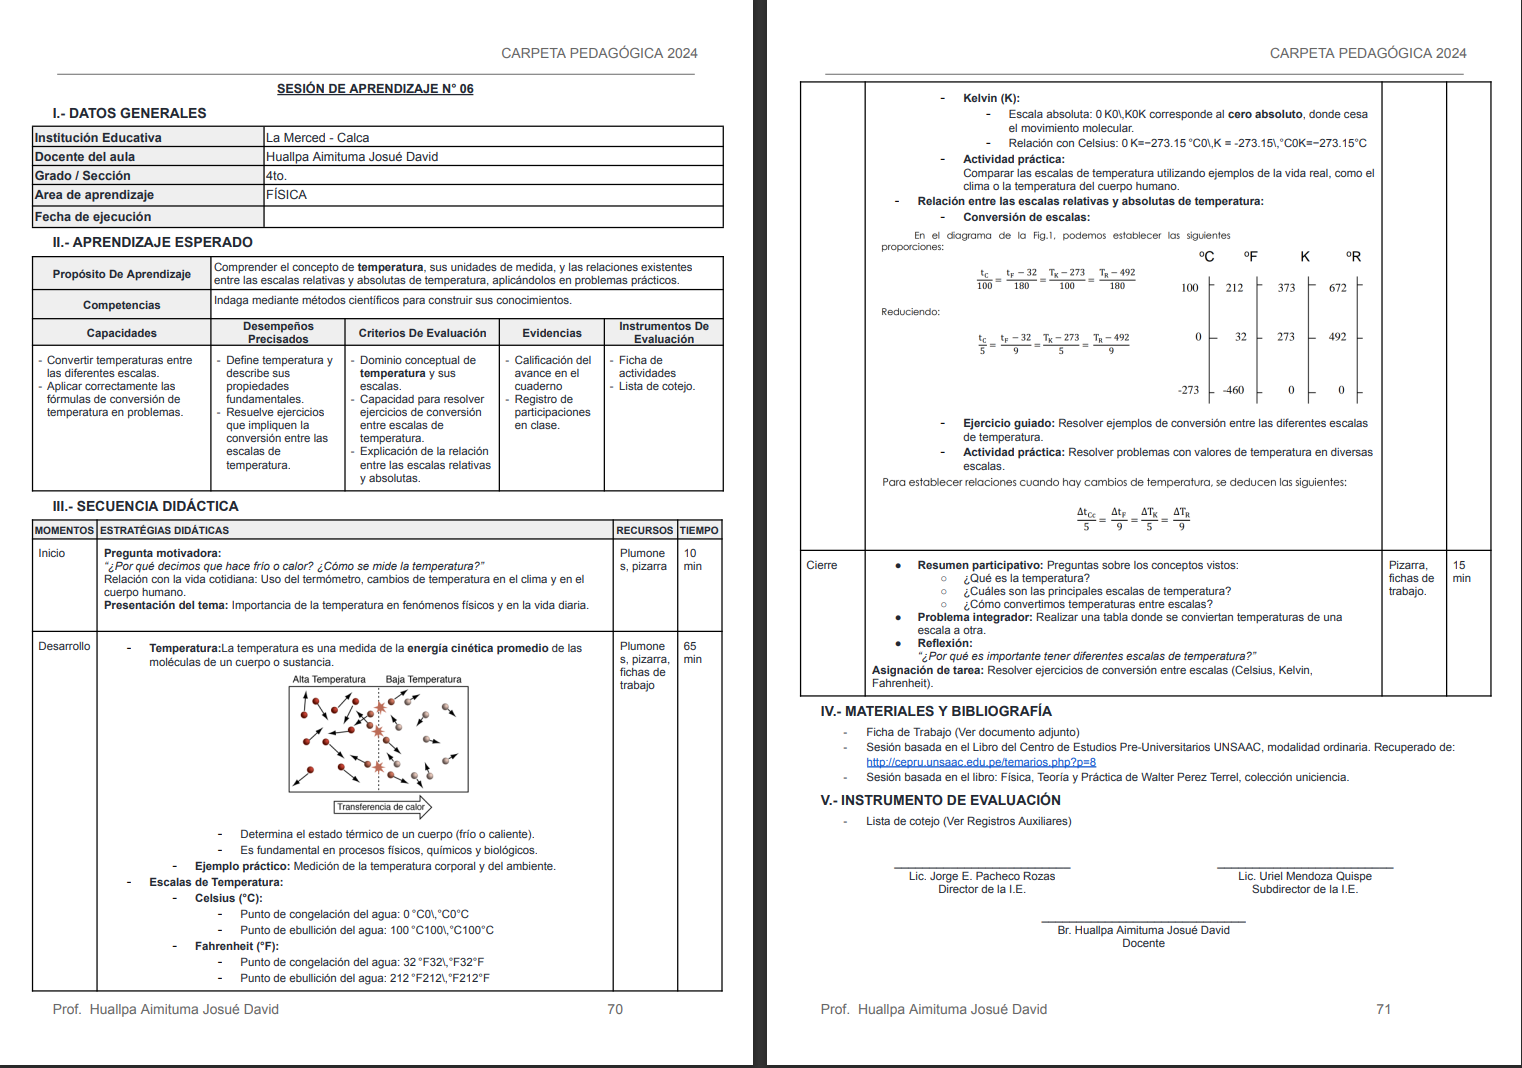 CARPETA PEDAGÓGICA 2024
SESIÓN DE APRENDIZAJE N° 06
I.- DATOS GENERALES
Institución Educativa La Merced - Calca
Docente del aula Huallpa Aimituma Josué David
Grado / Sección 4to.
Area de aprendizaje FÍSICA
Fecha de ejecución
II.- APRENDIZAJE ESPERADO
Propósito De Aprendizaje
Comprender el concepto de temperatura, sus unidades de medida, y las relaciones existentes
entre las escalas relativas y absolutas de temperatura, aplicándolos en problemas prácticos.
Competencias
Indaga mediante métodos científicos para construir sus conocimientos.
Capacidades
Desempeños
Precisados
Criterios De Evaluación
Evidencias
Instrumentos De
Evaluación
- Convertir temperaturas entre
las diferentes escalas.
- Aplicar correctamente las
fórmulas de conversión de
temperatura en problemas.
- Define temperatura y
describe sus
propiedades
fundamentales.
- Resuelve ejercicios
que impliquen la
conversión entre las
escalas de
temperatura.
- Dominio conceptual de
temperatura y sus
escalas.
- Capacidad para resolver
ejercicios de conversión
entre escalas de
temperatura.
- Explicación de la relación
entre las escalas relativas
y absolutas.
- Calificación del
avance en el
cuaderno
- Registro de
participaciones
en clase.
- Ficha de
actividades
- Lista de cotejo.
III.- SECUENCIA DIDÁCTICA
MOMENTOS ESTRATÉGIAS DIDÁTICAS RECURSOS TIEMPO
Inicio
Pregunta motivadora:
“¿Por qué decimos que hace frío o calor? ¿Cómo se mide la temperatura?”
Relación con la vida cotidiana: Uso del termómetro, cambios de temperatura en el clima y en el
cuerpo humano.
Presentación del tema: Importancia de la temperatura en fenómenos físicos y en la vida diaria.
Plumone
s, pizarra
10
min
Desarrollo
- Temperatura:La temperatura es una medida de la energía cinética promedio de las
moléculas de un cuerpo o sustancia.
Alta Temperatura Baja Temperatura
Transferencia de calor
- Determina el estado térmico de un cuerpo (frío o caliente).
- Es fundamental en procesos físicos, químicos y biológicos.
- Ejemplo práctico: Medición de la temperatura corporal y del ambiente.
- Escalas de Temperatura:
- Celsius (°C):
- Punto de congelación del agua: 0 °C0\,°C0°C
- Punto de ebullición del agua: 100 °C100\,°C100°C
- Fahrenheit (°F):
- Punto de congelación del agua: 32 °F32\,°F32°F
- Punto de ebullición del agua: 212 °F212\,°F212°F
Plumone
s, pizarra,
fichas de
trabajo
65
min
Prof. Huallpa Aimituma Josué David 70
CARPETA PEDAGÓGICA 2024
- Kelvin (K):
- Escala absoluta: 0 K0\,K0K corresponde al cero absoluto, donde cesa
el movimiento molecular.
- Relación con Celsius: 0 K=−273.15 °C0\,K = -273.15\,°C0K=−273.15°C
- Actividad práctica:
Comparar las escalas de temperatura utilizando ejemplos de la vida real, como el
clima o la temperatura del cuerpo humano.
- Relación entre las escalas relativas y absolutas de temperatura:
- Conversión de escalas:
En el diagrama de la Fig.1, podemos establecer las siguientes
proporciones:
t_C/100 = (t_F − 32)/180 = (T_K − 273)/100 = (T_R − 492)/180
Reduciendo:
t_C/5 = (t_F − 32)/9 = (T_K − 273)/5 = (T_R − 492)/9
ºC ºF K ºR
100 212 373 672
0 32 273 492
-273 -460 0 0
- Ejercicio guiado: Resolver ejemplos de conversión entre las diferentes escalas
de temperatura.
- Actividad práctica: Resolver problemas con valores de temperatura en diversas
escalas.
Para establecer relaciones cuando hay cambios de temperatura, se deducen las siguientes:
Δt_Cc/5 = Δt_F/9 = ΔT_K/5 = ΔT_R/9
Cierre
● Resumen participativo: Preguntas sobre los conceptos vistos:
○ ¿Qué es la temperatura?
○ ¿Cuáles son las principales escalas de temperatura?
○ ¿Cómo convertimos temperaturas entre escalas?
● Problema integrador: Realizar una tabla donde se conviertan temperaturas de una
escala a otra.
● Reflexión:
“¿Por qué es importante tener diferentes escalas de temperatura?”
Asignación de tarea: Resolver ejercicios de conversión entre escalas (Celsius, Kelvin,
Fahrenheit).
Pizarra,
fichas de
trabajo.
15
min
IV.- MATERIALES Y BIBLIOGRAFÍA
- Ficha de Trabajo (Ver documento adjunto)
- Sesión basada en el Libro del Centro de Estudios Pre-Universitarios UNSAAC, modalidad ordinaria. Recuperado de:
http://cepru.unsaac.edu.pe/temarios.php?p=8
- Sesión basada en el libro: Física, Teoría y Práctica de Walter Perez Terrel, colección uniciencia.
V.- INSTRUMENTO DE EVALUACIÓN
- Lista de cotejo (Ver Registros Auxiliares)
Lic. Jorge E. Pacheco Rozas
Director de la I.E.
Lic. Uriel Mendoza Quispe
Subdirector de la I.E.
Br. Huallpa Aimituma Josué David
Docente
Prof. Huallpa Aimituma Josué David 71